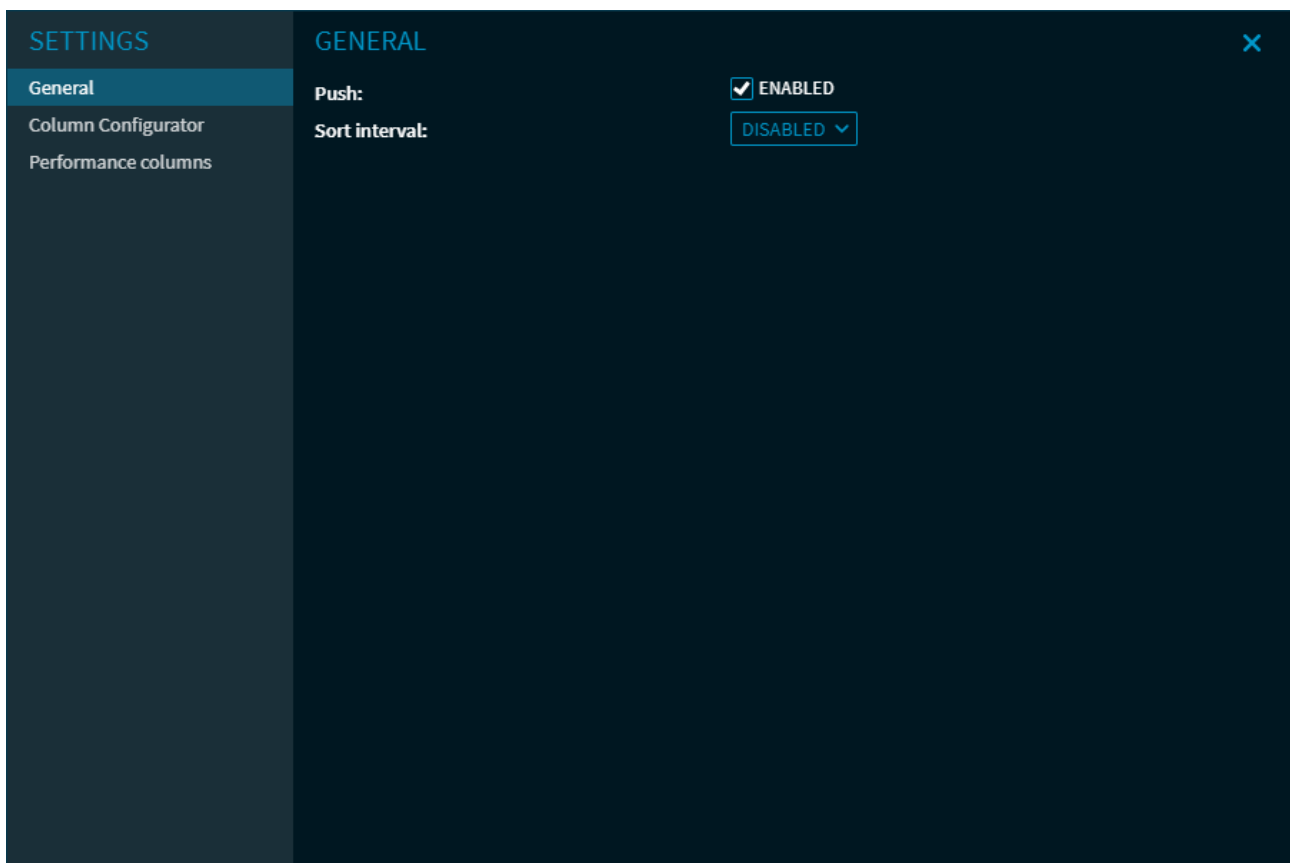 SETTINGS
General
Column Configurator
Performance columns
GENERAL
Push:
ENABLED
Sort interval:
DISABLED